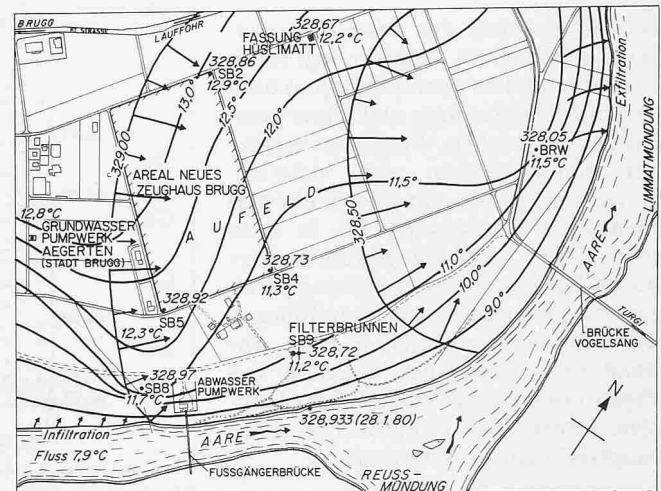 BRUGG
LAUFFOHR
328,67
FASSUNG
HÜSLIMATT
12,2°C
328,86
SB2
12,9°C
13,0°
12,5°
12,0°
329,00
Exfiltration
LIMMATMÜNDUNG
328,05
BRW
11,5°C
AREAL NEUES
ZEUGHAUS BRUGG
AUFELD
11,5°
328,50
12,8°C
GRUNDWASSER
PUMPWERK
AEGERTEN
(STADT BRUGG)
328,73
SB4
11,3°C
11,0°
10,0°
9,0°
AARE
TURGI
328,92
SB5
12,3°C
FILTERBRUNNEN
SB9
328,72
11,2°C
BRÜCKE
VOGELSANG
328,97
SB8
11,7°C
ABWASSER
PUMPWERK
328,933 (28.1.80)
N
Infiltration
Fluss 7,9°C
AARE
FUSSGÄNGERBRÜCKE
REUSS-
MÜNDUNG